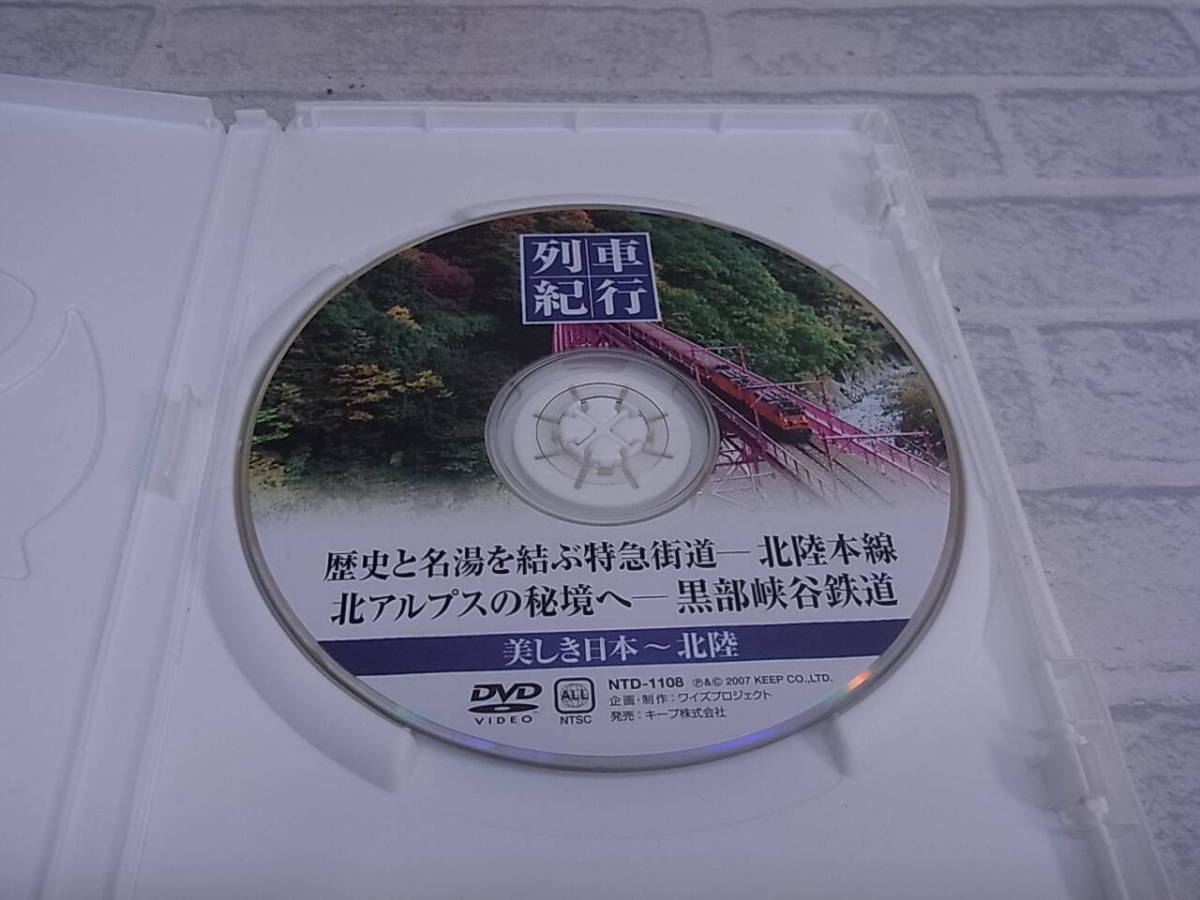 列車
紀行
歴史と名湯を結ぶ特急街道―北陸本線
北アルプスの秘境へ―黒部峡谷鉄道
美しき日本～北陸
DVD
VIDEO
ALL
NTSC
NTD-1108 ℗&© 2007 KEEP CO.,LTD.
企画・制作：ワイズプロジェクト
発売：キープ株式会社